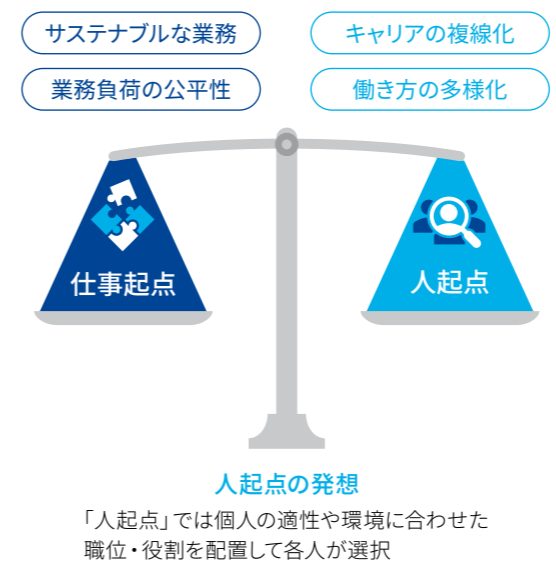 サステナブルな業務
キャリアの複線化
業務負荷の公平性
働き方の多様化
仕事起点
人起点
人起点の発想
「人起点」では個人の適性や環境に合わせた
職位・役割を配置して各人が選択